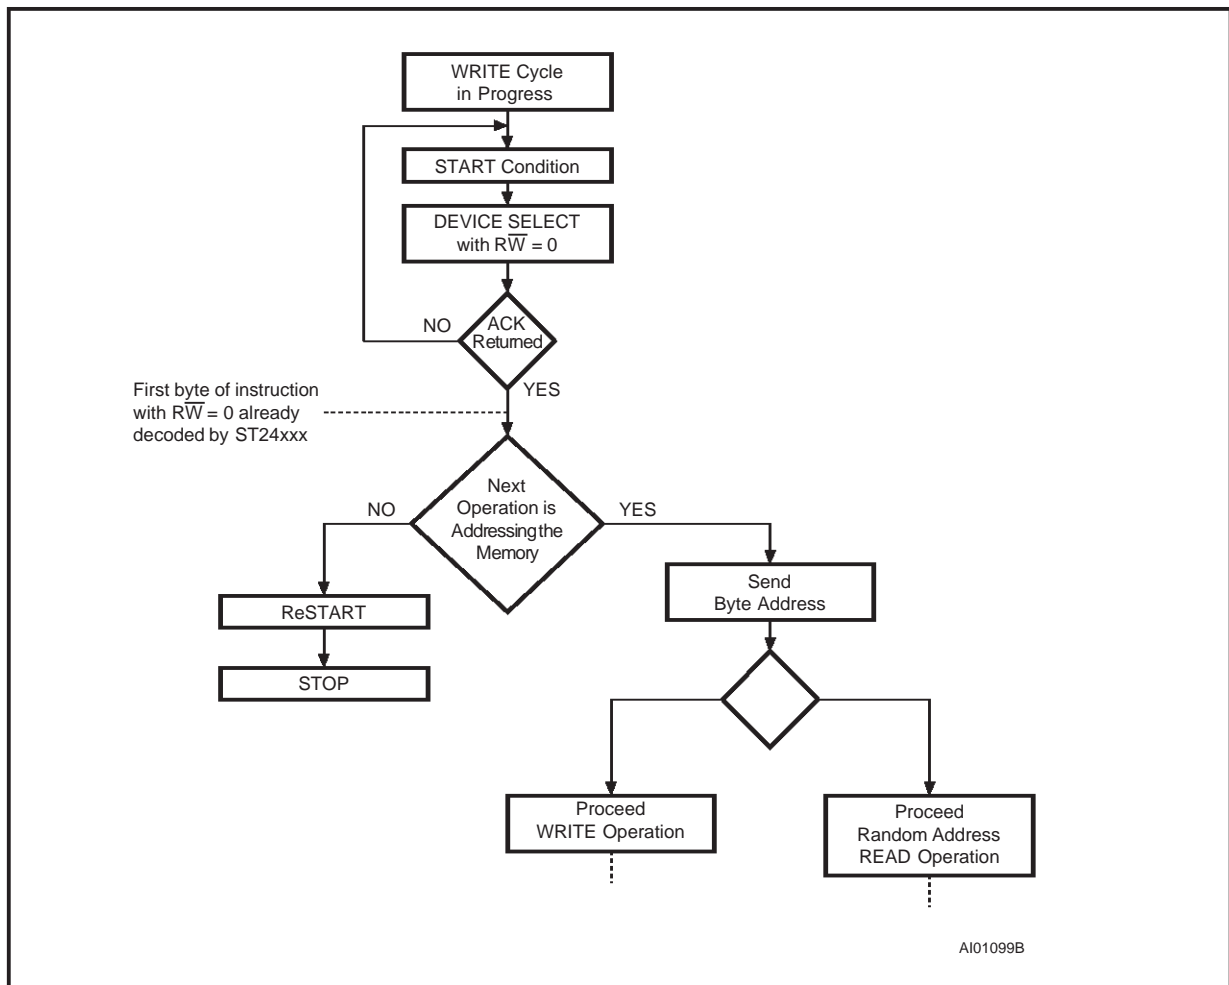 WRITE Cycle
in Progress
START Condition
DEVICE SELECT
with RW̅ = 0
ACK
Returned
NO
YES
First byte of instruction
with RW̅ = 0 already
decoded by ST24xxx
Next
Operation is
Addressing the
Memory
NO
YES
Send
Byte Address
ReSTART
STOP
Proceed
WRITE Operation
Proceed
Random Address
READ Operation
AI01099B